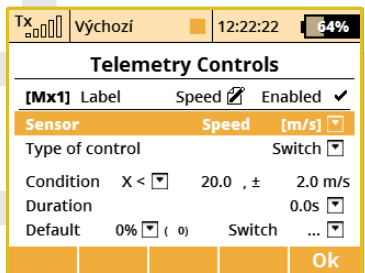 Tx Výchozí 12:22:22 64%
Telemetry Controls
[Mx1] Label Speed Enabled ✔
Sensor Speed [m/s]
Type of control Switch
Condition X < 20.0 , ± 2.0 m/s
Duration 0.0s
Default 0% ( 0) Switch ...
Ok